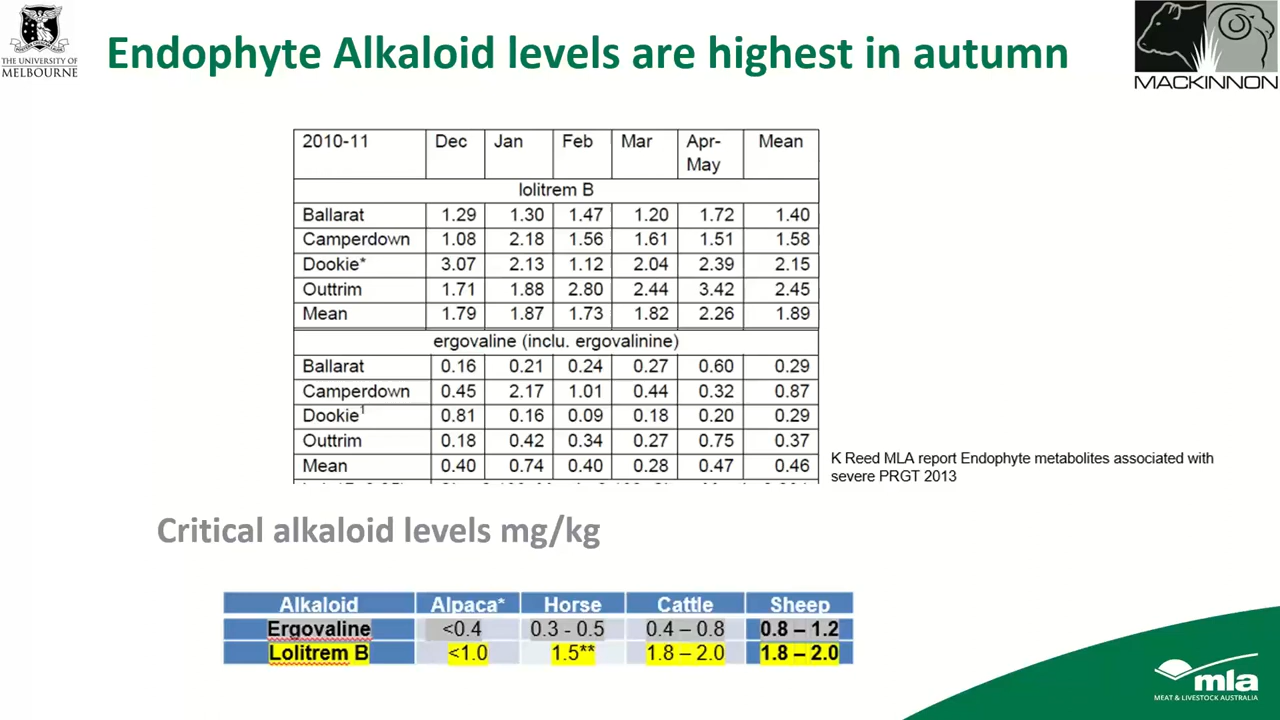 THE UNIVERSITY OF
MELBOURNE
Endophyte Alkaloid levels are highest in autumn
MACKINNON
2010-11 Dec Jan Feb Mar Apr-May Mean
lolitrem B
Ballarat 1.29 1.30 1.47 1.20 1.72 1.40
Camperdown 1.08 2.18 1.56 1.61 1.51 1.58
Dookie* 3.07 2.13 1.12 2.04 2.39 2.15
Outtrim 1.71 1.88 2.80 2.44 3.42 2.45
Mean 1.79 1.87 1.73 1.82 2.26 1.89
ergovaline (inclu. ergovalinine)
Ballarat 0.16 0.21 0.24 0.27 0.60 0.29
Camperdown 0.45 2.17 1.01 0.44 0.32 0.87
Dookie¹ 0.81 0.16 0.09 0.18 0.20 0.29
Outtrim 0.18 0.42 0.34 0.27 0.75 0.37
Mean 0.40 0.74 0.40 0.28 0.47 0.46
K Reed MLA report Endophyte metabolites associated with
severe PRGT 2013
Critical alkaloid levels mg/kg
Alkaloid Alpaca* Horse Cattle Sheep
Ergovaline <0.4 0.3 - 0.5 0.4 – 0.8 0.8 – 1.2
Lolitrem B <1.0 1.5** 1.8 – 2.0 1.8 – 2.0
mla
MEAT & LIVESTOCK AUSTRALIA